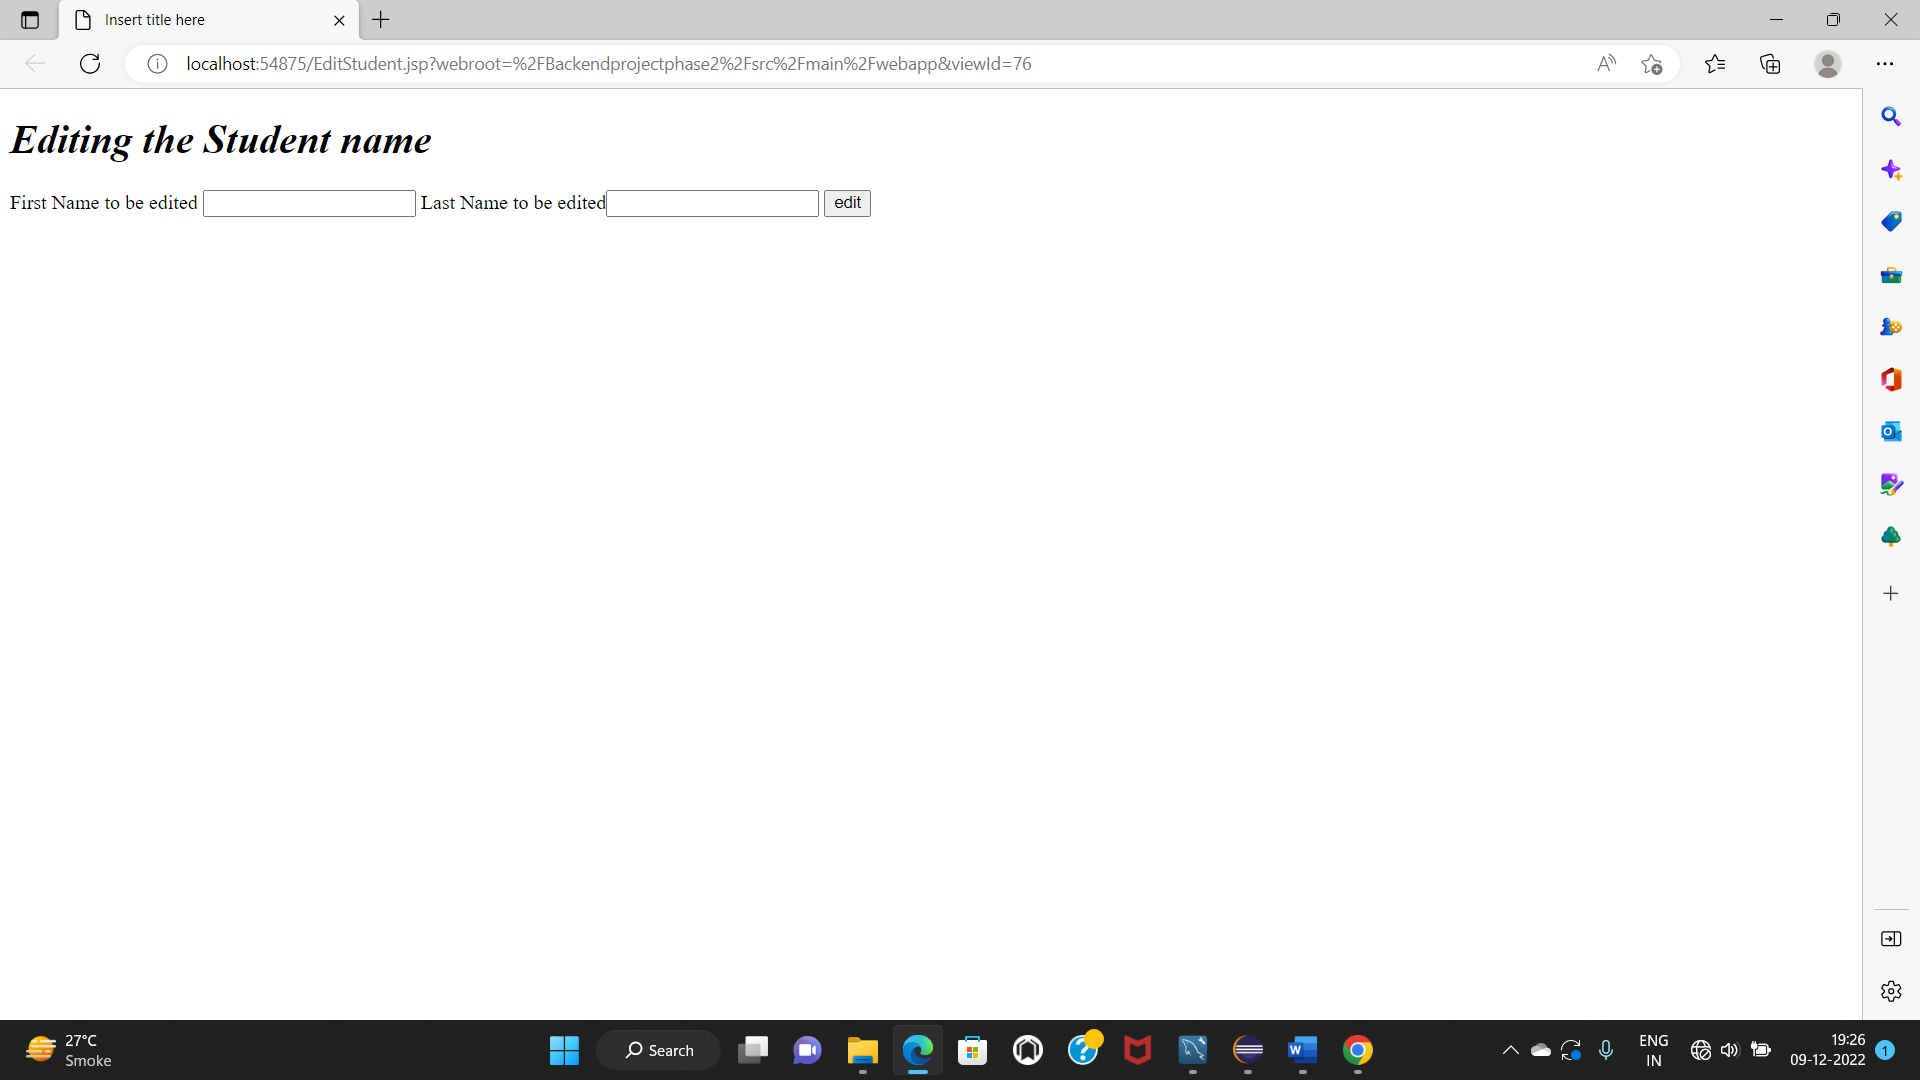 Insert title here
localhost:54875/EditStudent.jsp?webroot=%2FBackendprojectphase2%2Fsrc%2Fmain%2Fwebapp&viewId=76
Editing the Student name
First Name to be edited Last Name to be edited edit
27°C
Smoke
Search
ENG
IN
19:26
09-12-2022
1